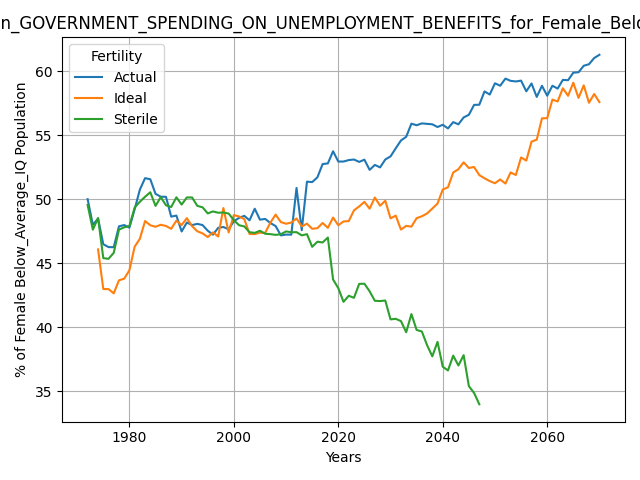 n_GOVERNMENT_SPENDING_ON_UNEMPLOYMENT_BENEFITS_for_Female_Belo
Fertility
Actual
Ideal
Sterile
% of Female Below_Average_IQ Population
60
55
50
45
40
35
1980
2000
2020
2040
2060
Years